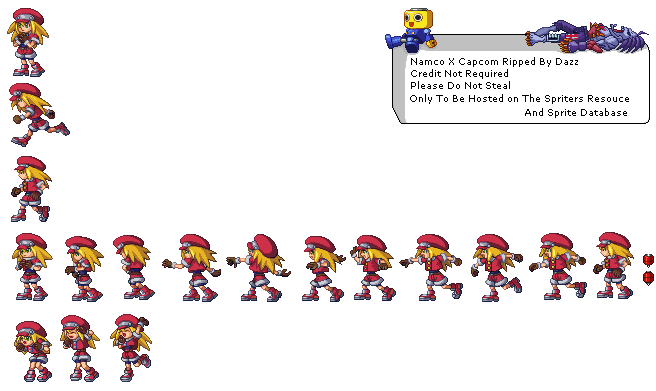 Namco X Capcom Ripped By Dazz
Credit Not Required
Please Do Not Steal
Only To Be Hosted on The Spriters Resouce
And Sprite Database